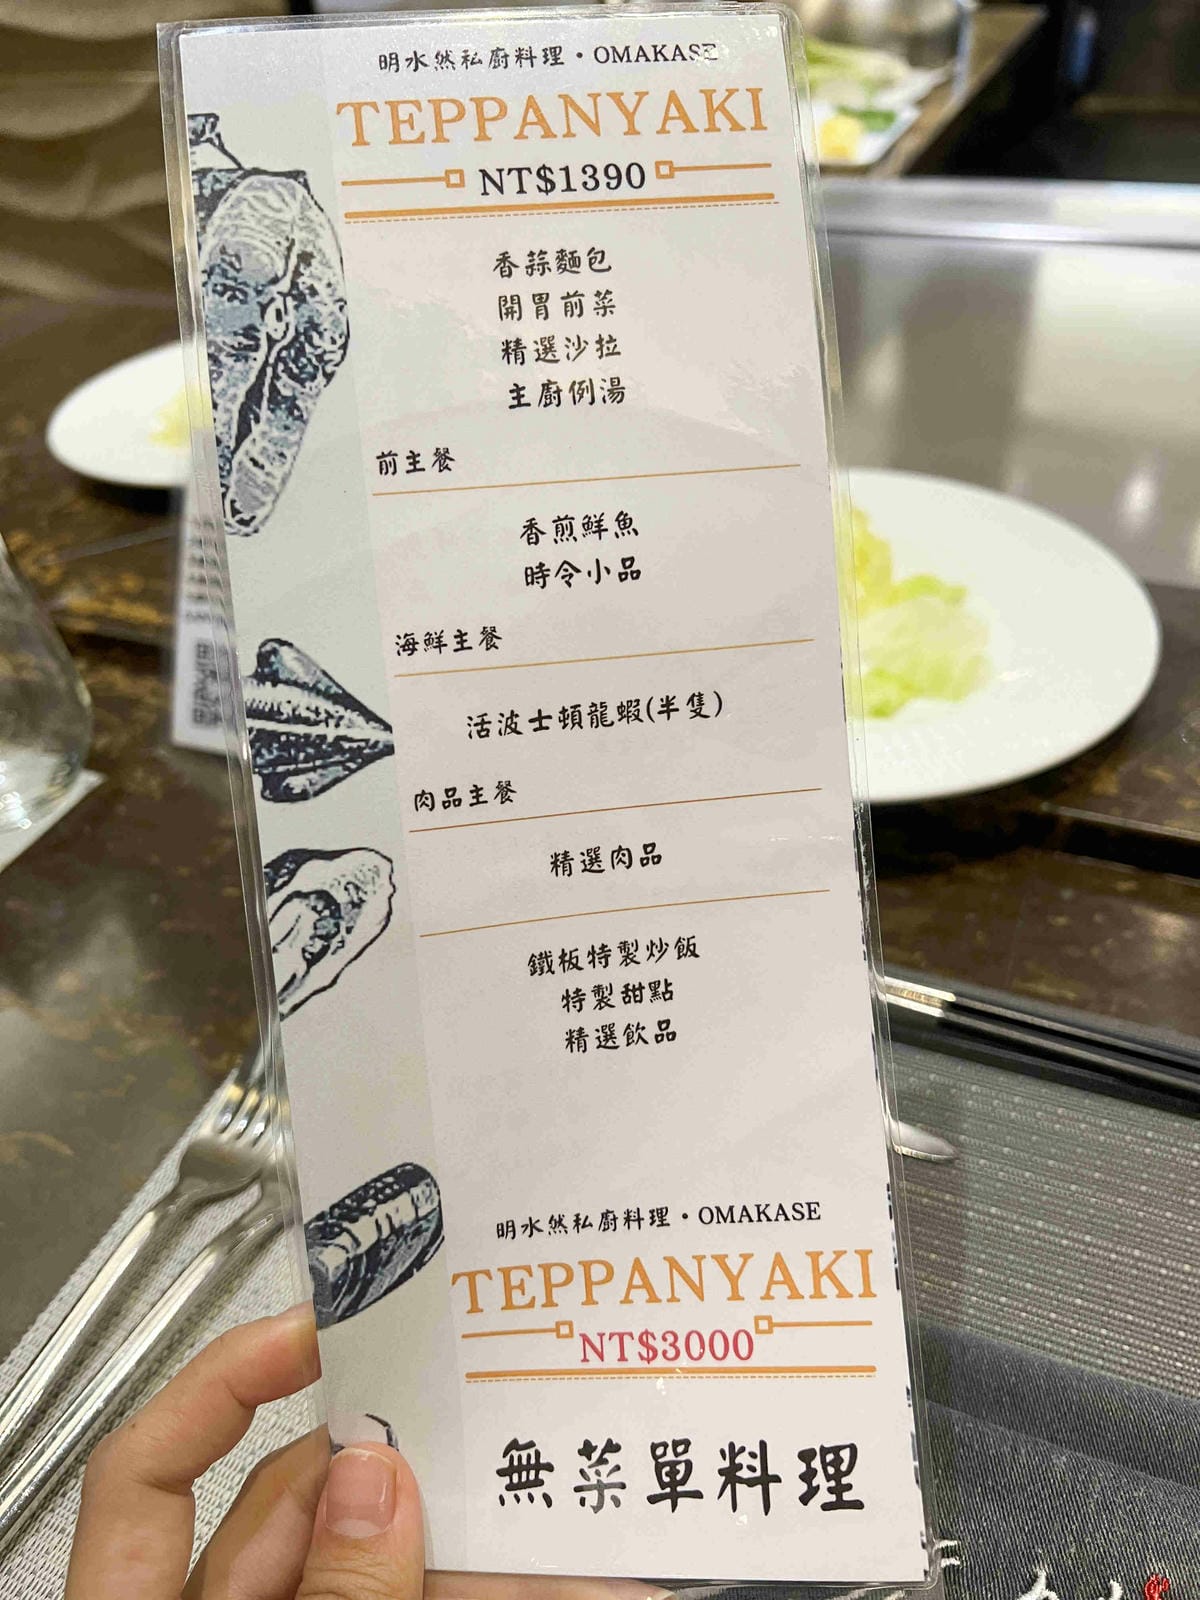 明水然私廚料理・OMAKASE
TEPPANYAKI
NT$1390
香蒜麵包
開胃前菜
精選沙拉
主廚例湯
前主餐
香煎鮮魚
時令小品
海鮮主餐
活波士頓龍蝦(半隻)
肉品主餐
精選肉品
鐵板特製炒飯
特製甜點
精選飲品
明水然私廚料理・OMAKASE
TEPPANYAKI
NT$3000
無菜單料理